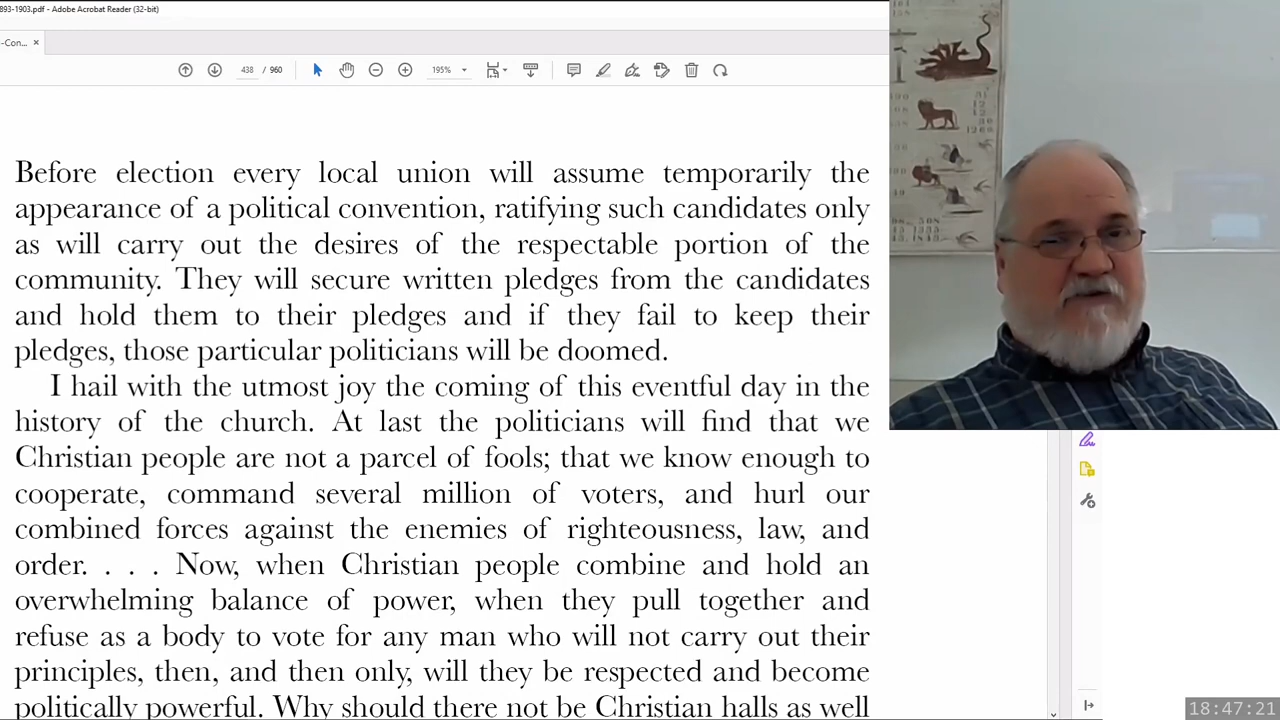 893-1903.pdf - Adobe Acrobat Reader (32-bit)
-Con... ×
438 / 960
195%
Before election every local union will assume temporarily the
appearance of a political convention, ratifying such candidates only
as will carry out the desires of the respectable portion of the
community. They will secure written pledges from the candidates
and hold them to their pledges and if they fail to keep their
pledges, those particular politicians will be doomed.
I hail with the utmost joy the coming of this eventful day in the
history of the church. At last the politicians will find that we
Christian people are not a parcel of fools; that we know enough to
cooperate, command several million of voters, and hurl our
combined forces against the enemies of righteousness, law, and
order. . . . Now, when Christian people combine and hold an
overwhelming balance of power, when they pull together and
refuse as a body to vote for any man who will not carry out their
principles, then, and then only, will they be respected and become
politically powerful. Why should there not be Christian halls as well
18:47:21